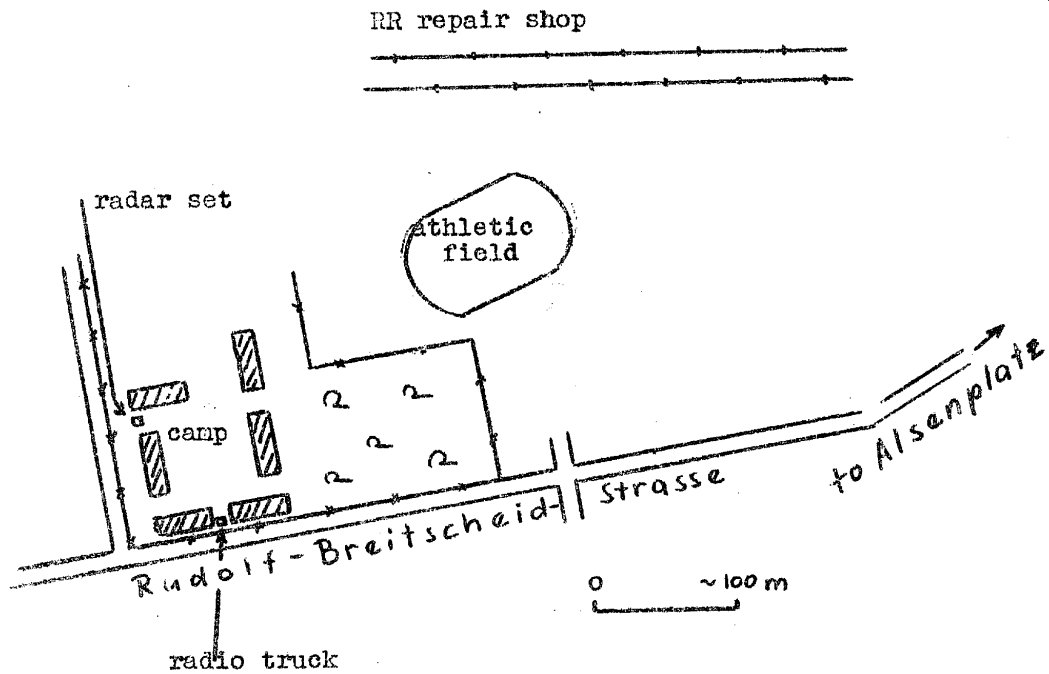 RR repair shop
radar set
athletic
field
camp
Rudolf-Breitscheid-strasse
to Alsenplatz
0 ~100 m
radio truck